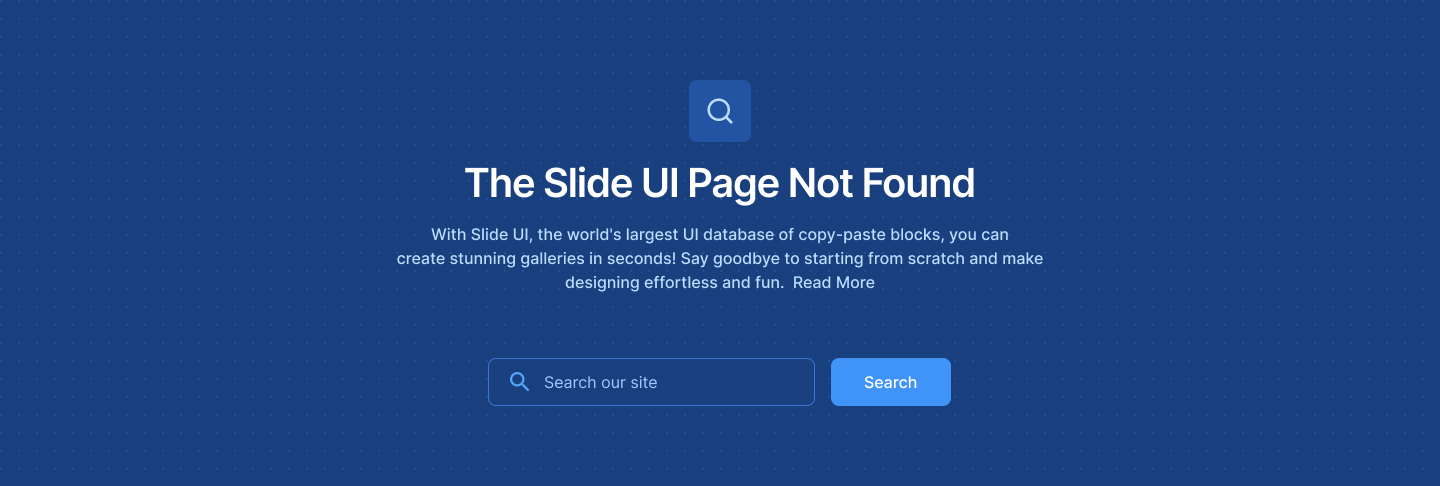 The Slide UI Page Not Found
With Slide UI, the world's largest UI database of copy-paste blocks, you can
create stunning galleries in seconds! Say goodbye to starting from scratch and make
designing effortless and fun.  Read More
Search our site
Search